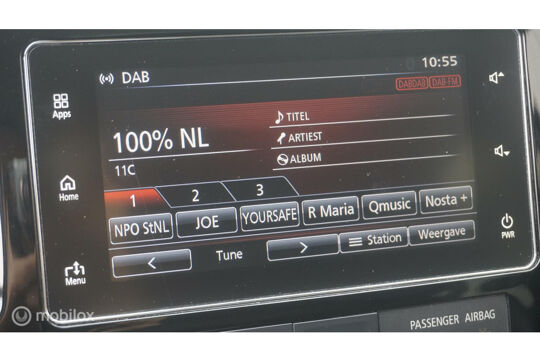 10:55
DAB
DABDAB DAB FM
Apps
100% NL
TITEL
ARTIEST
11C
ALBUM
1 2 3
Home
NPO StNL JOE YOURSAFE R Maria Qmusic Nosta +
PWR
< Tune > Station Weergave
Menu
mobilox
PASSENGER AIRBAG